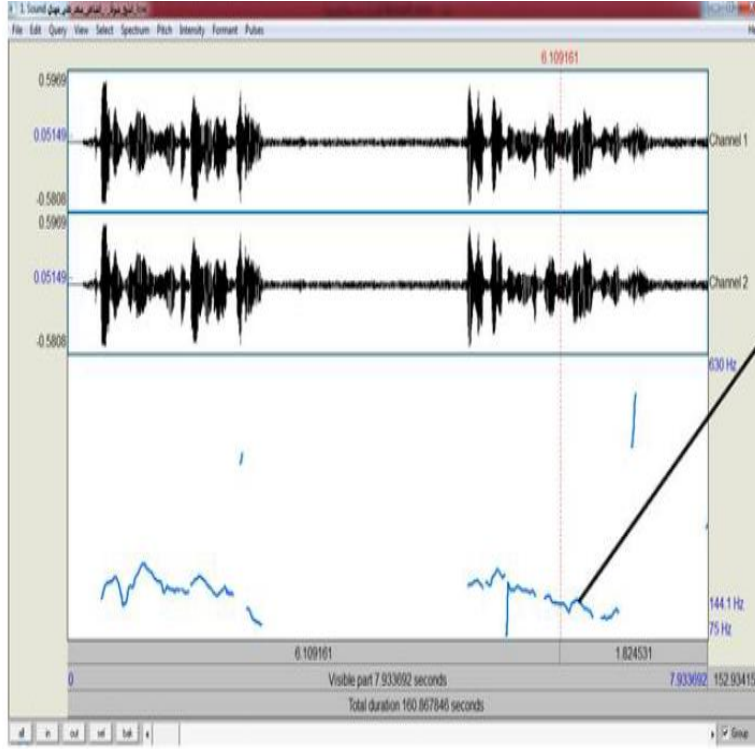 1. Sound
File Edit Query View Select Spectrum Pitch Intensity Formant Pulses
6.109161
0.5969
0.05149
-0.5808
Channel 1
0.5969
0.05149
-0.5808
Channel 2
630 Hz
144.1 Hz
75 Hz
6.109161 1.824531
0 Visible part 7.933692 seconds 7.933692 152.93415
Total duration 160.867846 seconds
all in out sel bak Group